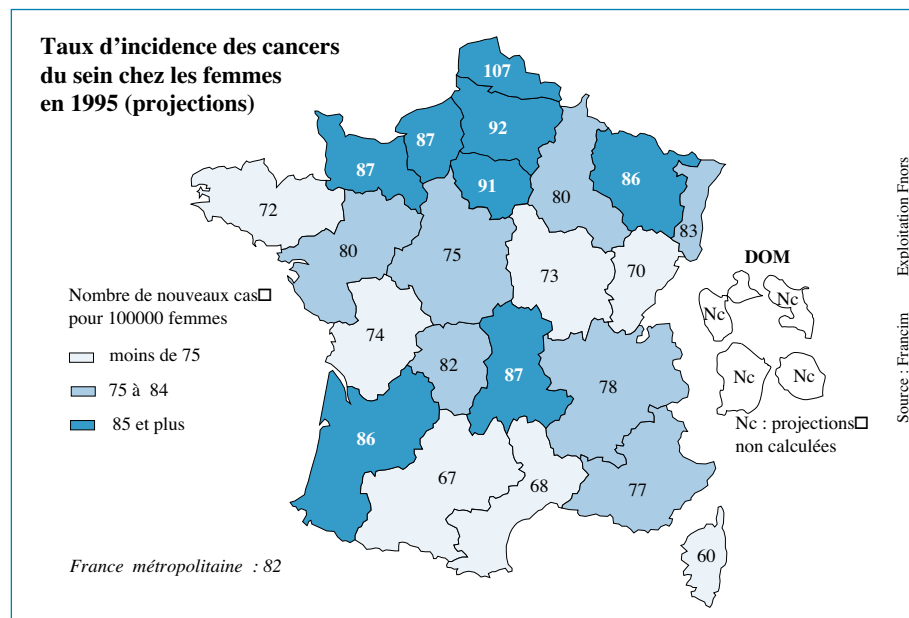 Taux d'incidence des cancers
du sein chez les femmes
en 1995 (projections)
107
92
87
87
91
86
80
83
72
80
75
73
70
74
82
87
78
86
67
68
77
60
Nombre de nouveaux cas□
pour 100000 femmes
moins de 75
75 à 84
85 et plus
France métropolitaine : 82
DOM
Nc
Nc
Nc
Nc
Nc : projections□
non calculées
Source : Francim Exploitation Fnors